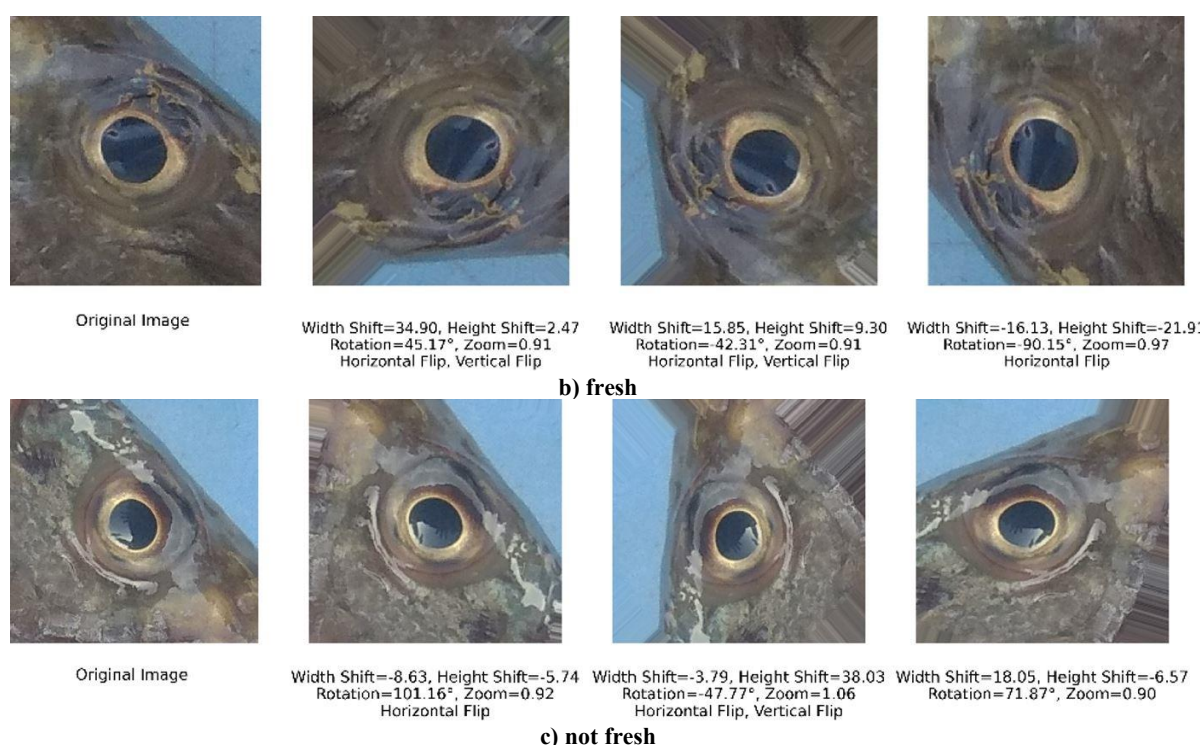 Original Image
Width Shift=34.90, Height Shift=2.47
Rotation=45.17°, Zoom=0.91
Horizontal Flip, Vertical Flip
Width Shift=15.85, Height Shift=9.30
Rotation=-42.31°, Zoom=0.91
Horizontal Flip, Vertical Flip
Width Shift=-16.13, Height Shift=-21.91
Rotation=-90.15°, Zoom=0.97
Horizontal Flip
b) fresh
Original Image
Width Shift=-8.63, Height Shift=-5.74
Rotation=101.16°, Zoom=0.92
Horizontal Flip
Width Shift=-3.79, Height Shift=38.03
Rotation=-47.77°, Zoom=1.06
Horizontal Flip, Vertical Flip
Width Shift=18.05, Height Shift=-6.57
Rotation=71.87°, Zoom=0.90
c) not fresh